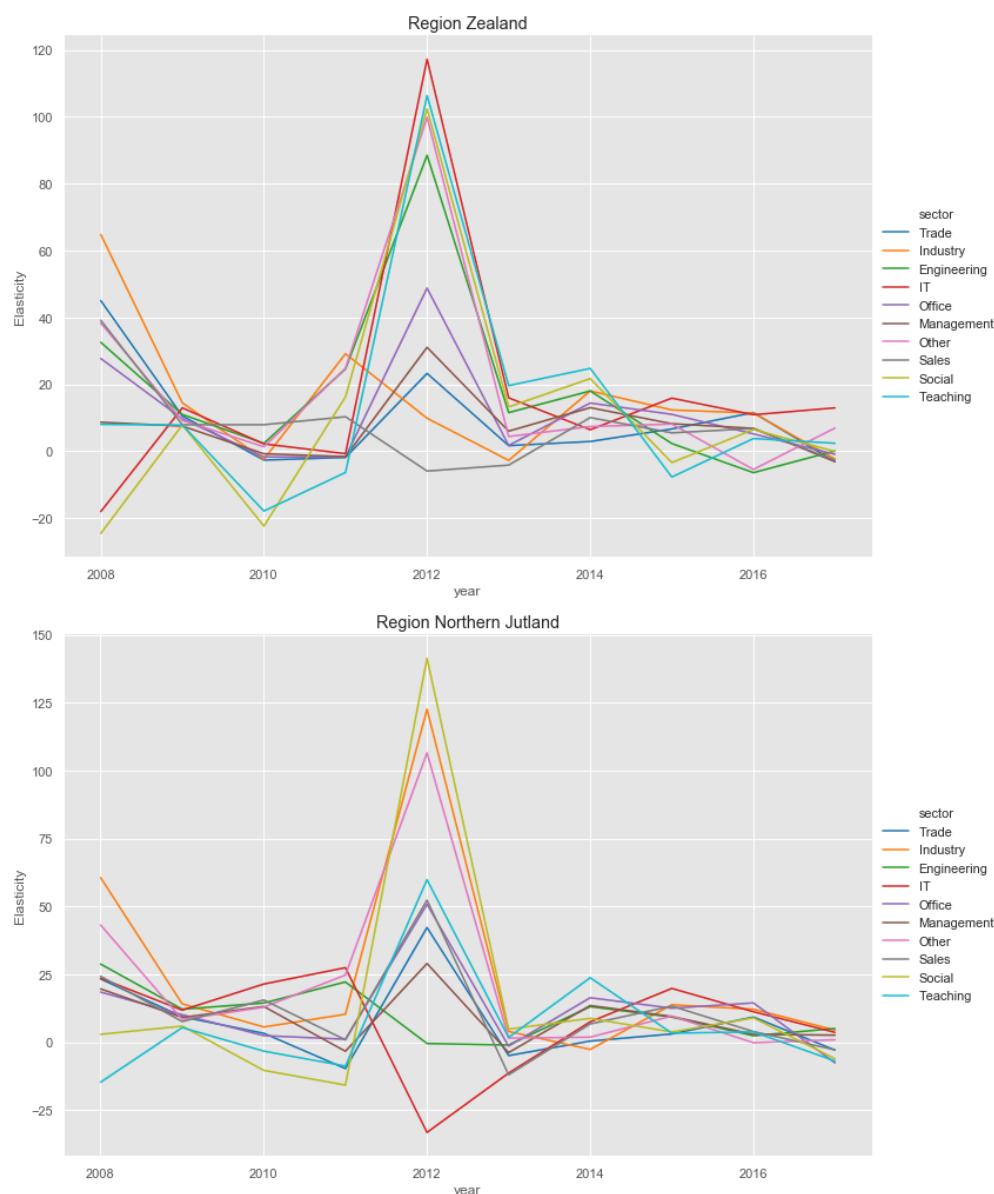 Region Zealand
120
100
80
60
40
20
0
−20
Elasticity
2008
2010
2012
2014
2016
year
sector
Trade
Industry
Engineering
IT
Office
Management
Other
Sales
Social
Teaching
Region Northern Jutland
150
125
100
75
50
25
0
−25
Elasticity
2008
2010
2012
2014
2016
year
sector
Trade
Industry
Engineering
IT
Office
Management
Other
Sales
Social
Teaching